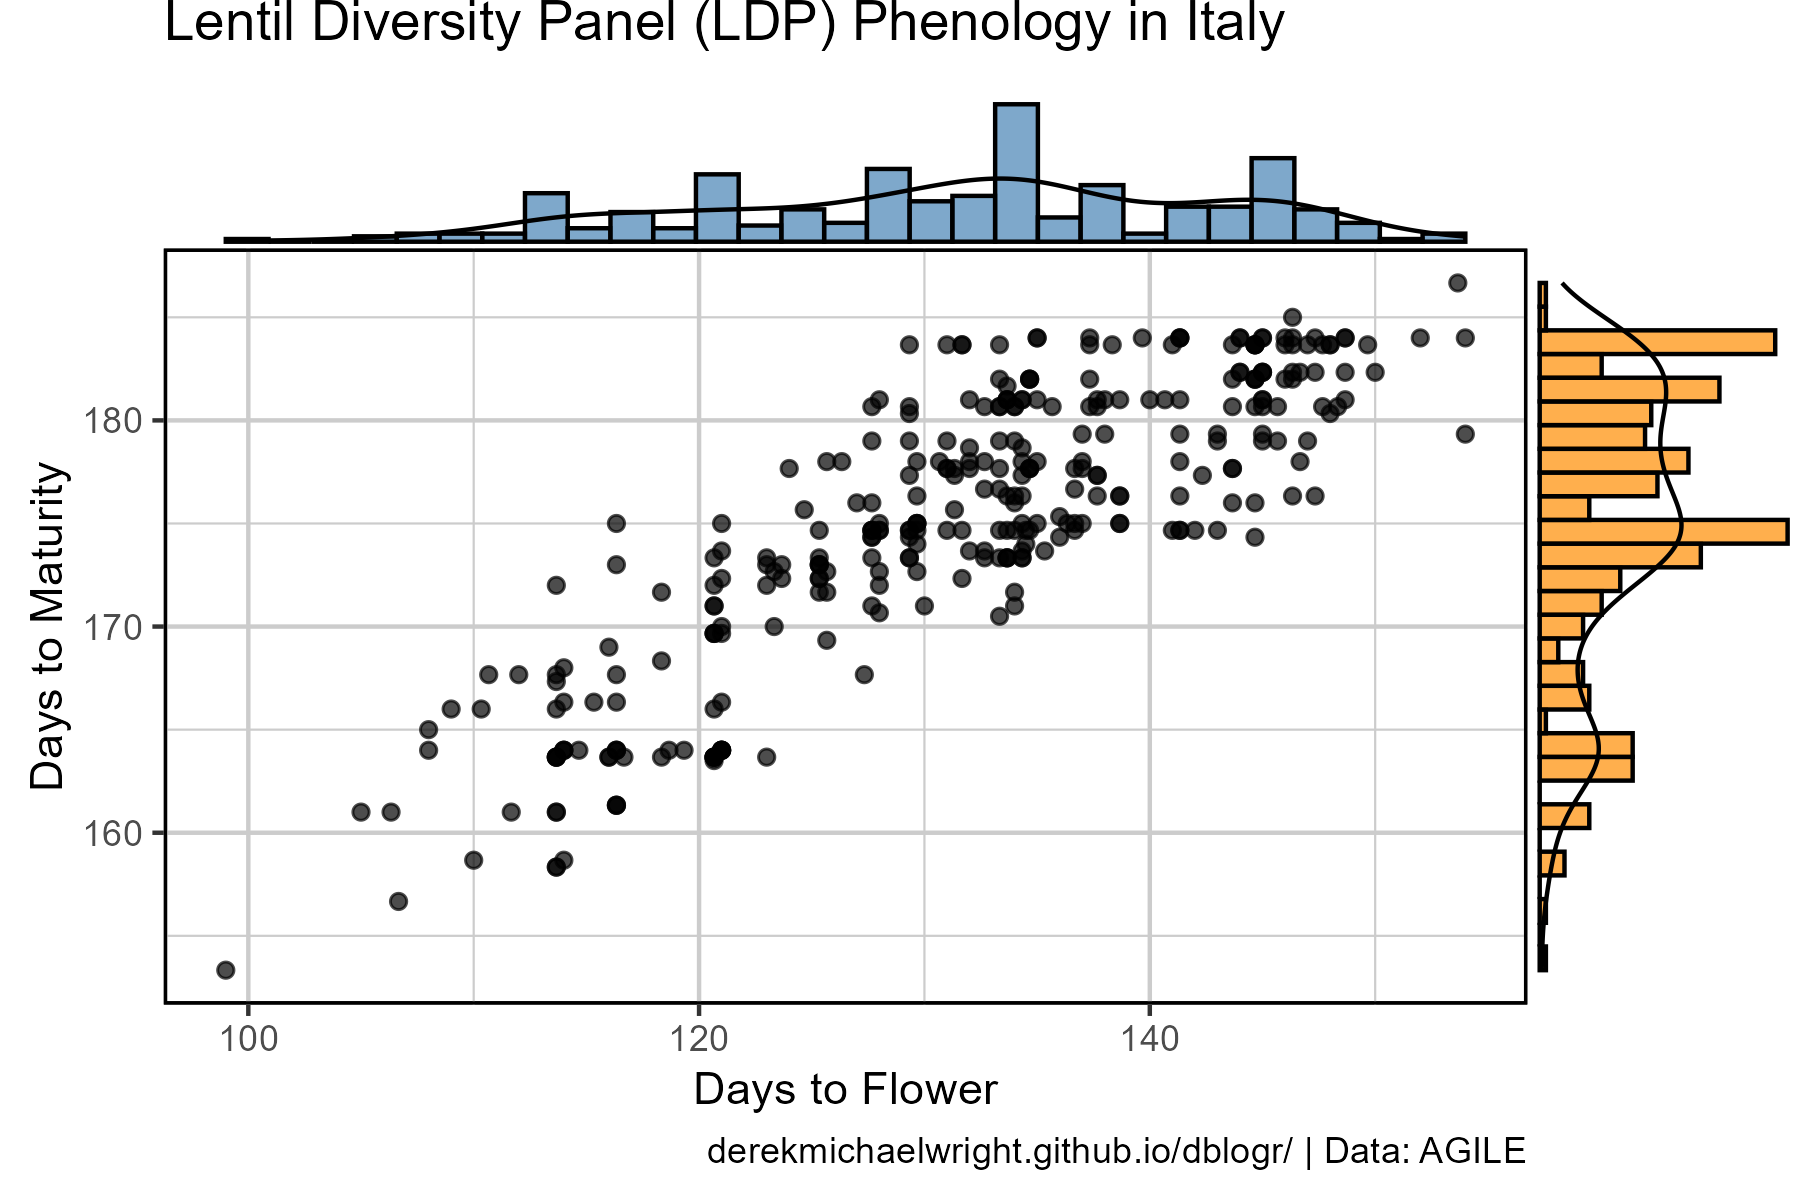 Lentil Diversity Panel (LDP) Phenology in Italy
180
170
160
Days to Maturity
100 120 140
Days to Flower
derekmichaelwright.github.io/dblogr/ | Data: AGILE